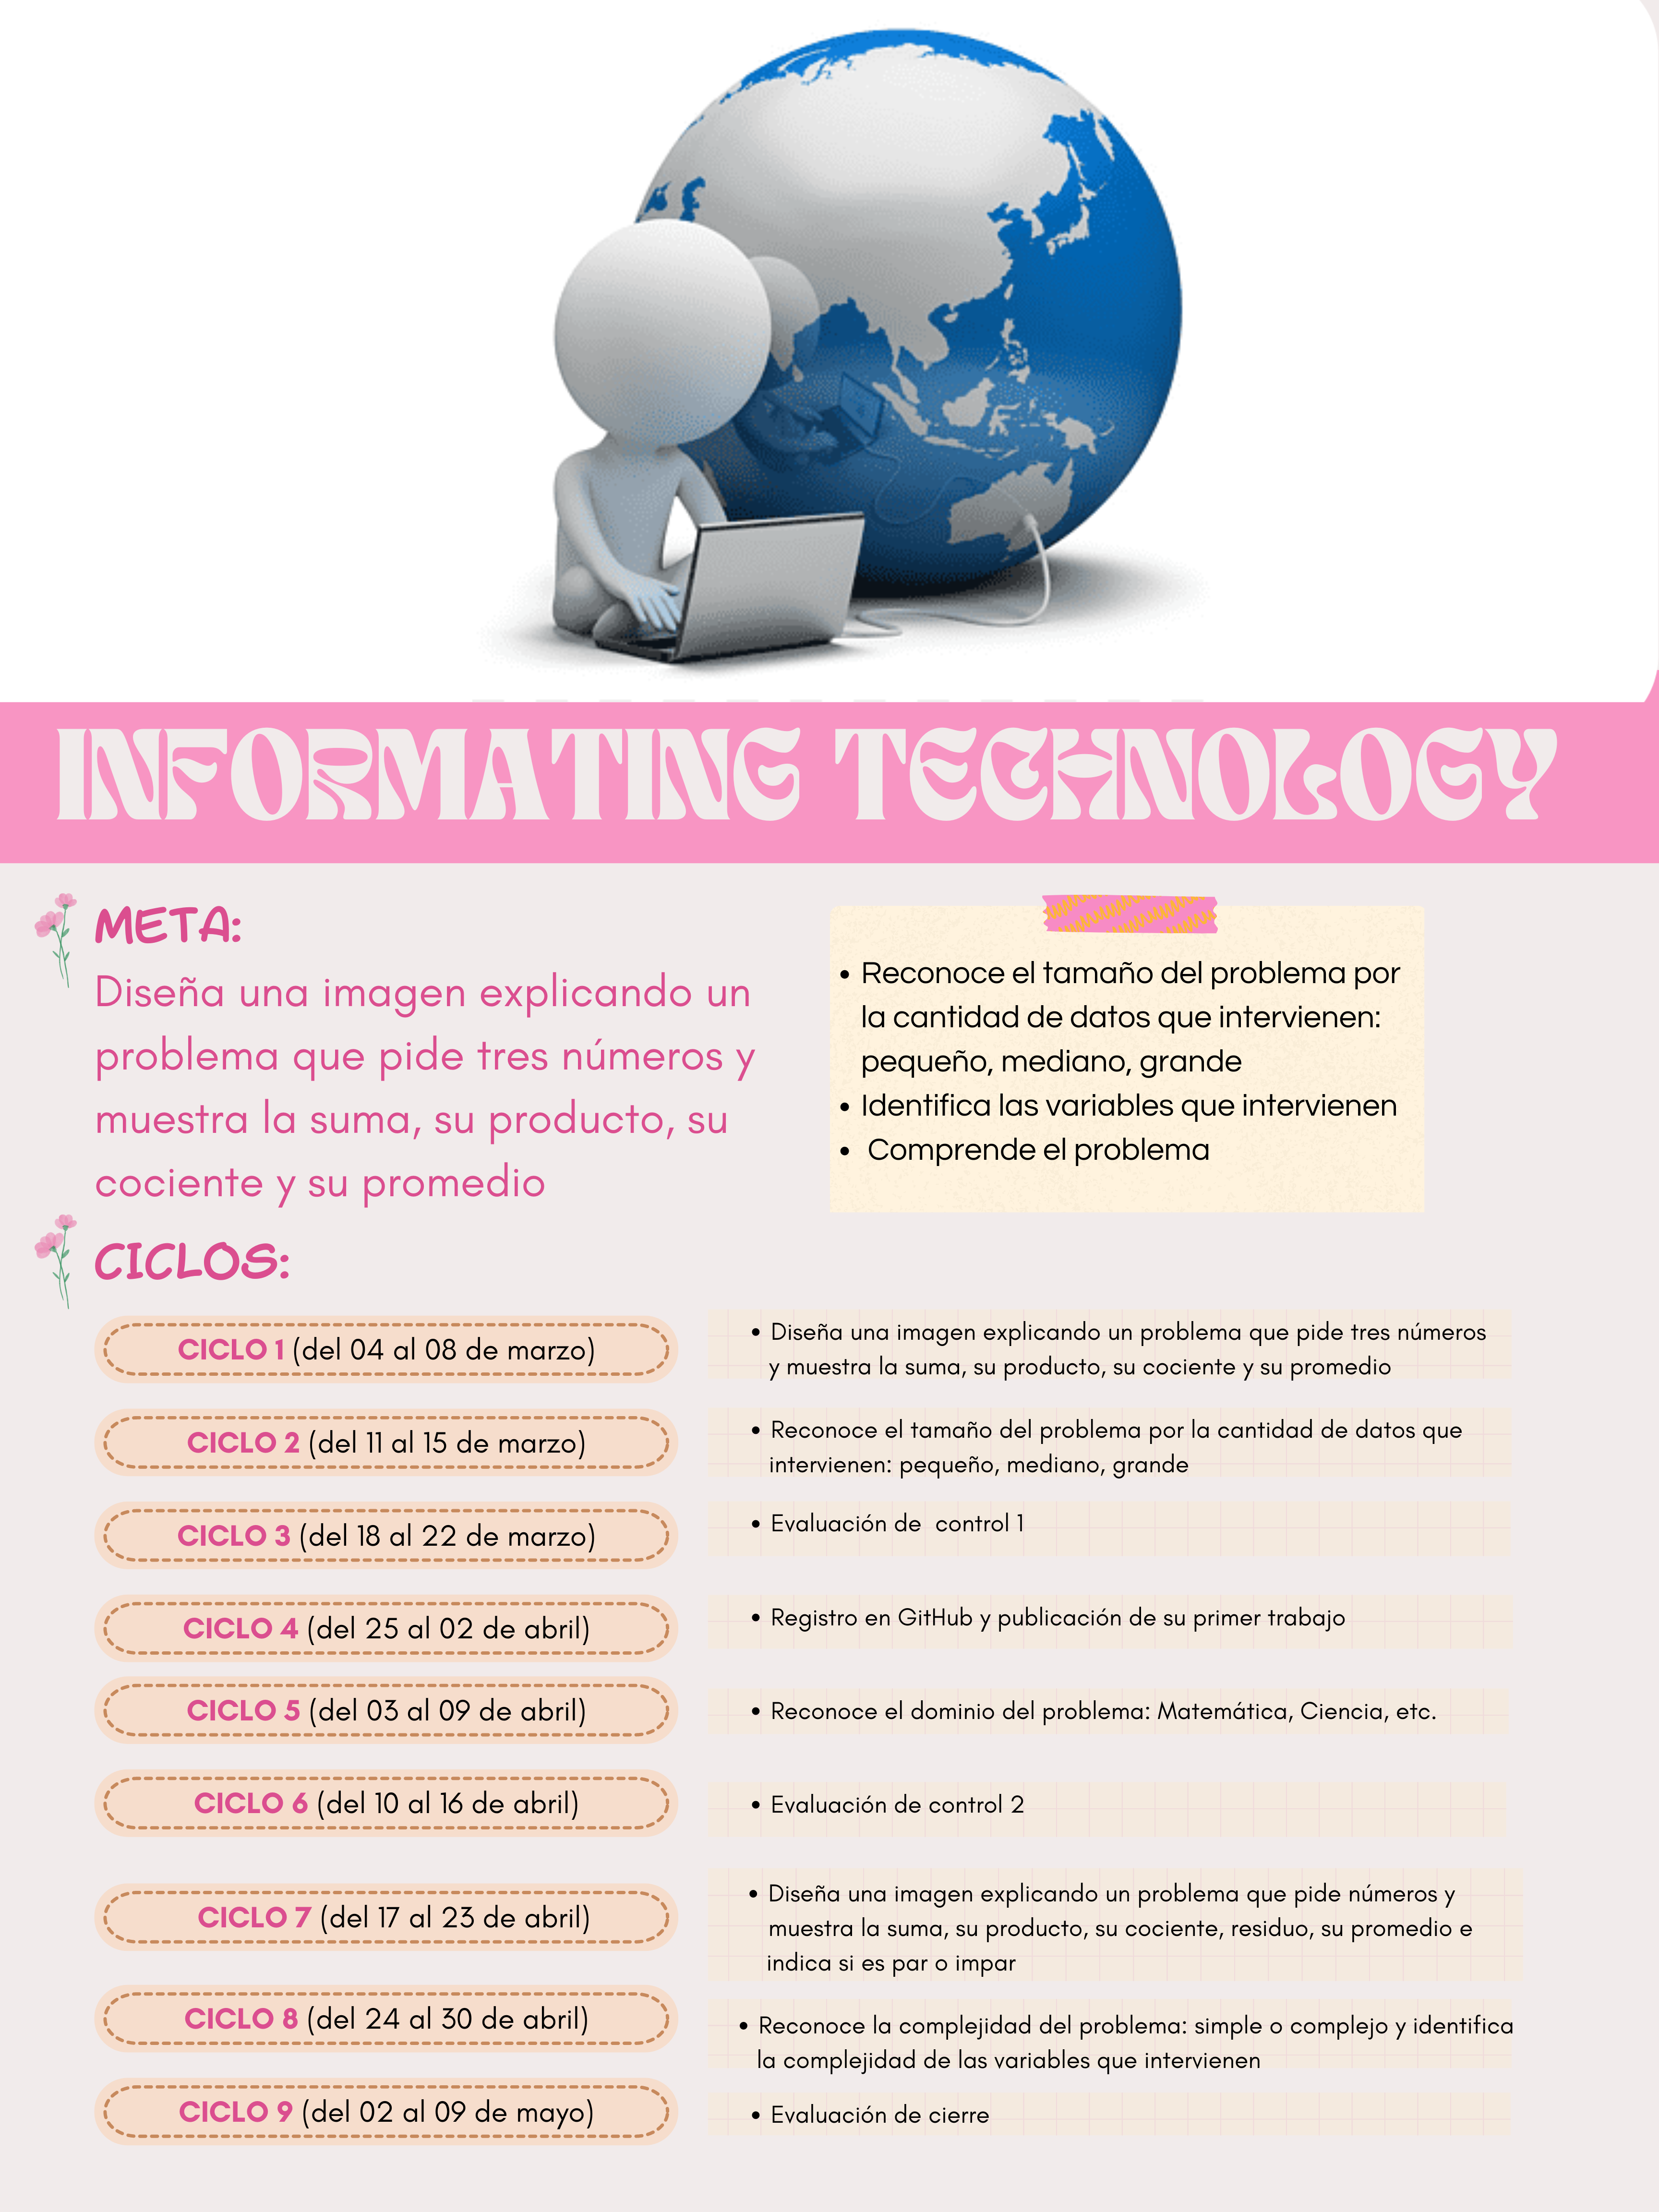 INFORMATING TECHNOLOGY
META:
Diseña una imagen explicando un
problema que pide tres números y
muestra la suma, su producto, su
cociente y su promedio
• Reconoce el tamaño del problema por
la cantidad de datos que intervienen:
pequeño, mediano, grande
• Identifica las variables que intervienen
• Comprende el problema
CICLOS:
CICLO 1 (del 04 al 08 de marzo)
• Diseña una imagen explicando un problema que pide tres números
y muestra la suma, su producto, su cociente y su promedio
CICLO 2 (del 11 al 15 de marzo)
• Reconoce el tamaño del problema por la cantidad de datos que
intervienen: pequeño, mediano, grande
CICLO 3 (del 18 al 22 de marzo)
• Evaluación de control 1
CICLO 4 (del 25 al 02 de abril)
• Registro en GitHub y publicación de su primer trabajo
CICLO 5 (del 03 al 09 de abril)
• Reconoce el dominio del problema: Matemática, Ciencia, etc.
CICLO 6 (del 10 al 16 de abril)
• Evaluación de control 2
CICLO 7 (del 17 al 23 de abril)
• Diseña una imagen explicando un problema que pide números y
muestra la suma, su producto, su cociente, residuo, su promedio e
indica si es par o impar
CICLO 8 (del 24 al 30 de abril)
• Reconoce la complejidad del problema: simple o complejo y identifica
la complejidad de las variables que intervienen
CICLO 9 (del 02 al 09 de mayo)
• Evaluación de cierre